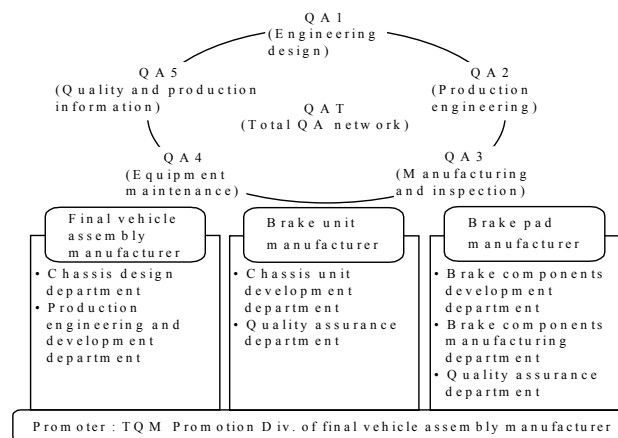 QA1
(Engineering
design)
QA5
(Quality and production
information)
QA2
(Production
engineering)
QAT
(Total QA network)
QA4
(Equipment
maintenance)
QA3
(Manufacturing
and inspection)
Final vehicle
assembly
manufacturer
• Chassis design
department
• Production
engineering and
development
department
Brake unit
manufacturer
• Chassis unit
development
department
• Quality assurance
department
Brake pad
manufacturer
• Brake components
development
department
• Brake components
manufacturing
department
• Quality assurance
department
Promoter : TQM Promotion Div. of final vehicle assembly manufacturer